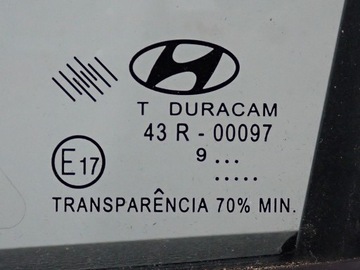 T DURACAM
43 R - 00097
9 ...
.....
E17
TRANSPARÊNCIA 70% MIN.